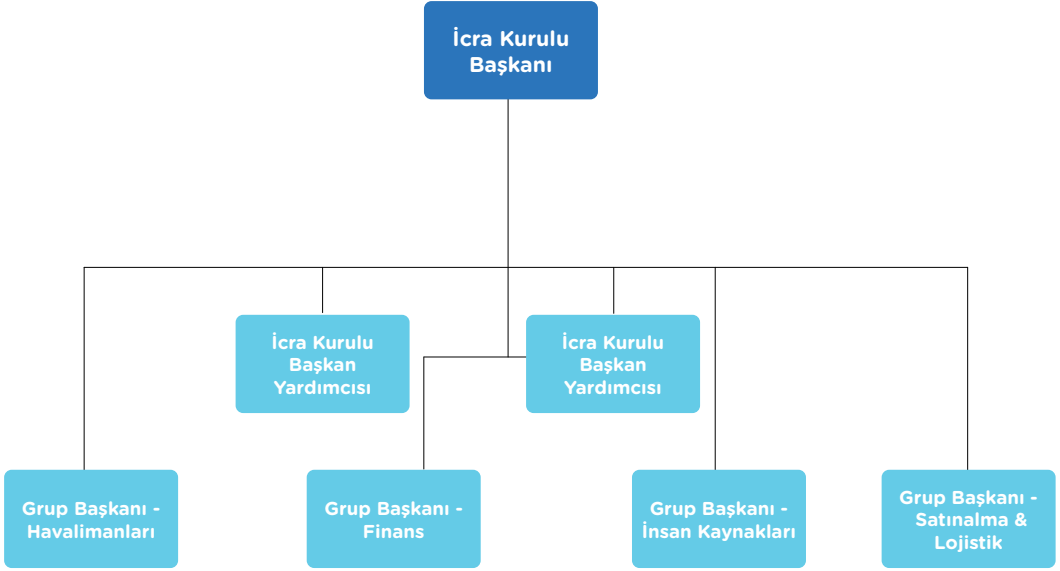 İcra Kurulu
Başkanı
İcra Kurulu
Başkan
Yardımcısı
İcra Kurulu
Başkan
Yardımcısı
Grup Başkanı -
Havalimanları
Grup Başkanı -
Finans
Grup Başkanı -
İnsan Kaynakları
Grup Başkanı -
Satınalma &
Lojistik